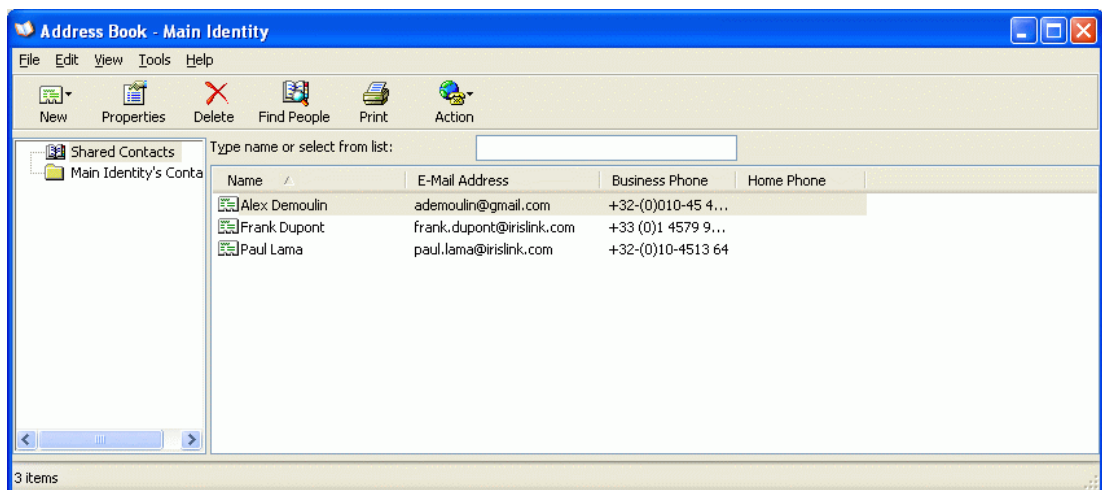 Address Book - Main Identity
File Edit View Tools Help
New Properties Delete Find People Print Action
Shared Contacts
Main Identity's Conta
Type name or select from list:
Name E-Mail Address Business Phone Home Phone
Alex Demoulin ademoulin@gmail.com +32-(0)010-45 4...
Frank Dupont frank.dupont@irislink.com +33 (0)1 4579 9...
Paul Lama paul.lama@irislink.com +32-(0)10-4513 64
3 items